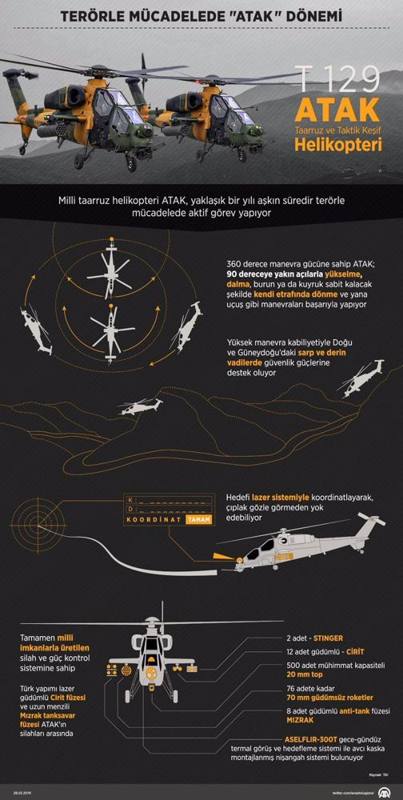 TERÖRLE MÜCADELEDE "ATAK" DÖNEMİ
T 129
ATAK
Taarruz ve Taktik Keşif
Helikopteri
Milli taarruz helikopteri ATAK, yaklaşık bir yılı aşkın süredir terörle
mücadelede aktif görev yapıyor
360 derece manevra gücüne sahip ATAK;
90 dereceye yakın açılarla yükselme,
dalma, burun ya da kuyruk sabit kalacak
şekilde kendi etrafında dönme ve yana
uçuş gibi manevraları başarıyla yapıyor
Yüksek manevra kabiliyetiyle Doğu
ve Güneydoğu'daki sarp ve derin
vadilerde güvenlik güçlerine
destek oluyor
Hedefi lazer sistemiyle koordinatlayarak,
çıplak gözle görmeden yok
edebiliyor
K
D
KOORDİNAT TAMAM
Tamamen milli
imkanlarla üretilen
silah ve güç kontrol
sistemine sahip
Türk yapımı lazer
güdümlü Cirit füzesi
ve uzun menzilli
Mızrak tanksavar
füzesi ATAK'ın
silahları arasında
2 adet - STINGER
12 adet güdümlü - CİRİT
500 adet mühimmat kapasiteli
20 mm top
76 adete kadar
70 mm güdümsüz roketler
8 adet güdümlü anti-tank füzesi
MIZRAK
ASELFLIR-300T gece-gündüz
termal görüş ve hedefleme sistemi ile avcı kaska
montajlanmış nişangah sistemi bulunuyor